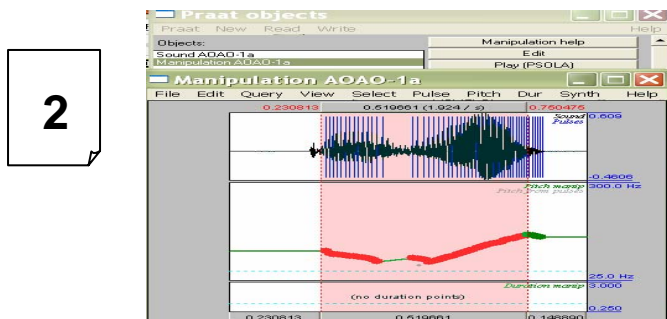 2
Praat objects
Praat New Read Write Help
Objects:
Manipulation help
Sound AOAO-1a
Edit
Manipulation AOAO-1a
Play (PSOLA)
Manipulation AOAO-1a
File Edit Query View Select Pulse Pitch Dur Synth Help
0.230813 0.519661 (1.924 / s) 0.750475
Sound 0.609
Pulses
-0.4606
Pitch manip 300.0 Hz
Pitch from pulses
25.0 Hz
Duration manip 3.000
(no duration points)
0.250
0.230813 0.519661 0.148890